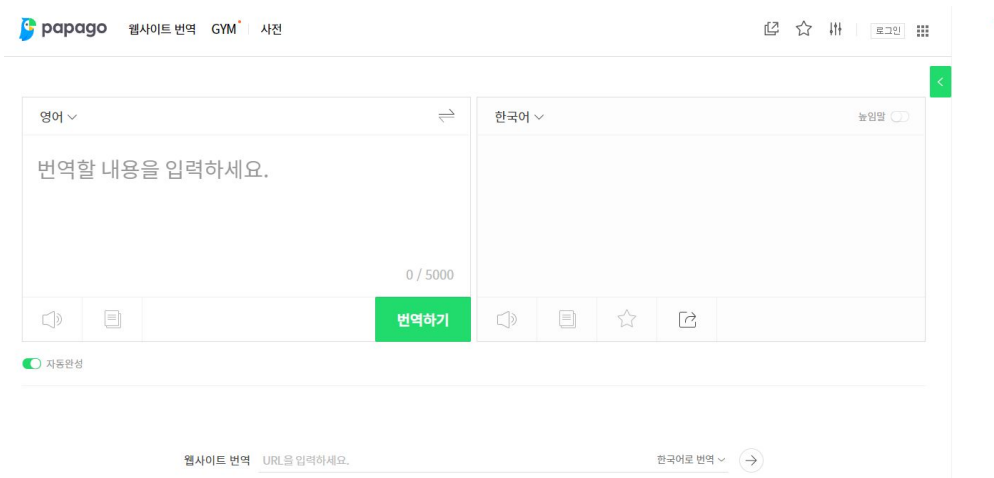 papago 웹사이트 번역 GYM 사전 로그인
영어 한국어 높임말
번역할 내용을 입력하세요.
0 / 5000
번역하기
자동완성
웹사이트 번역 URL을 입력하세요. 한국어로 번역